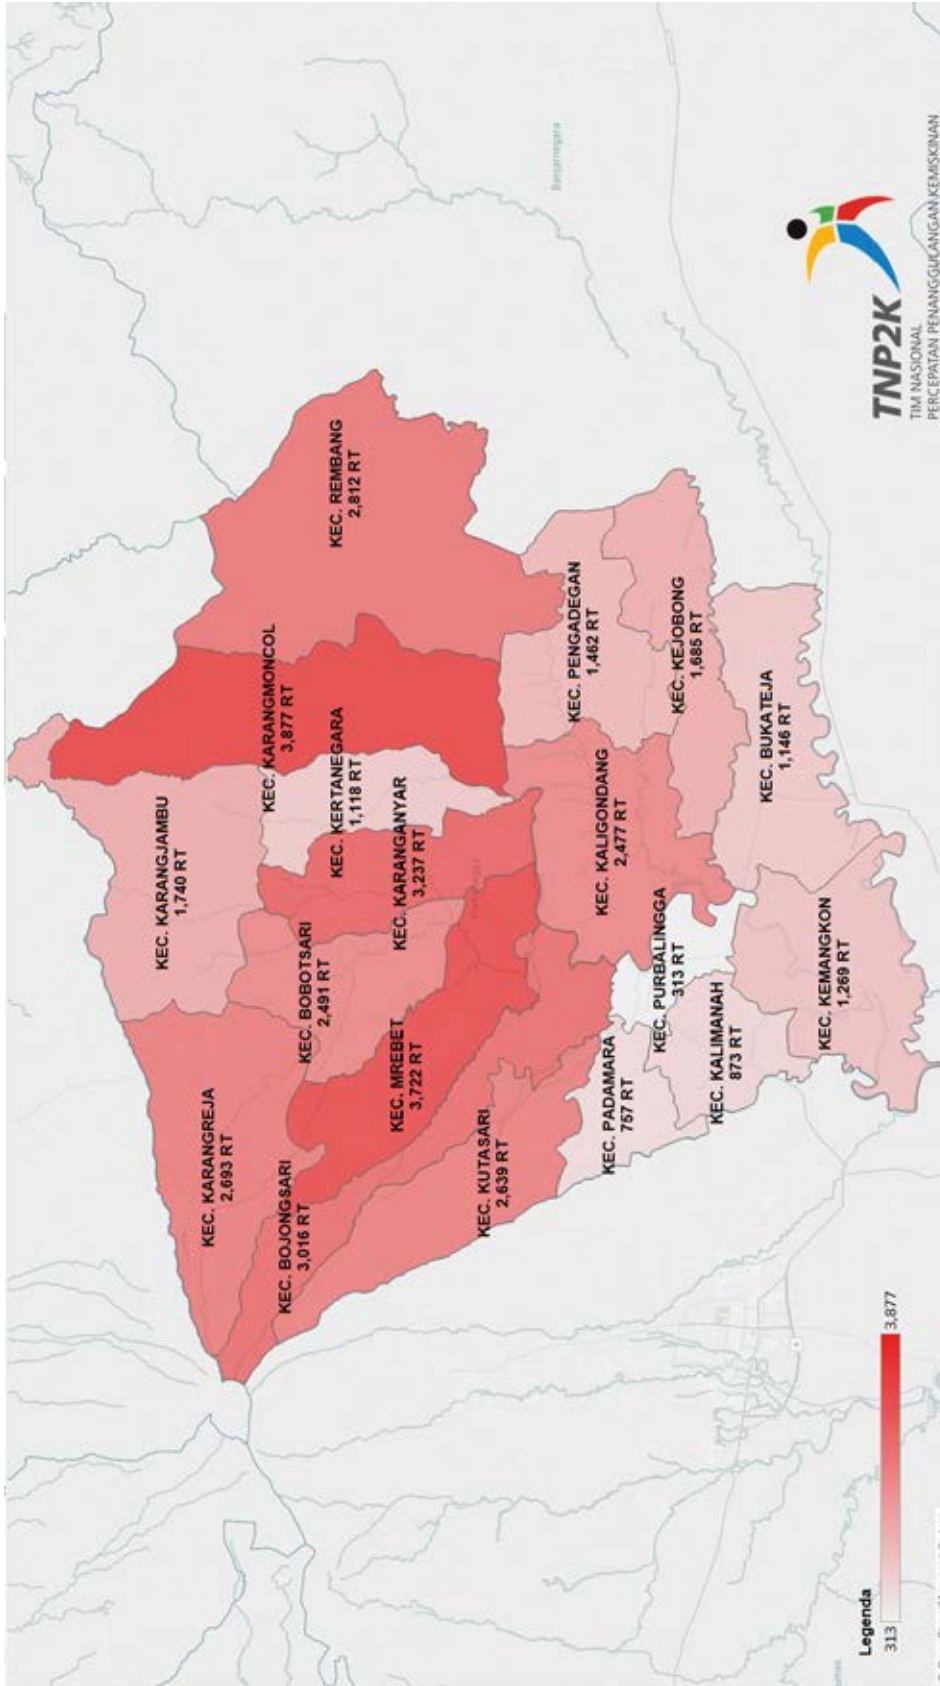 KEC. KARANGJAMBU
1,740 RT
KEC. KARANGMONCOL
3,877 RT
KEC. REMBANG
2,812 RT
KEC. KARANGREJA
2,693 RT
KEC. BOJONGSARI
3,016 RT
KEC. BOBOTSARI
2,491 RT
KEC. KERTANEGARA
1,118 RT
KEC. MREBET
3,722 RT
KEC. KARANGANYAR
3,237 RT
KEC. KUTASARI
2,639 RT
KEC. PENGADEGAN
1,462 RT
KEC. KALIGONDANG
2,477 RT
KEC. KEJOBONG
1,685 RT
KEC. PADAMARA
757 RT
KEC. PURBALINGGA
313 RT
KEC. KALIMANAH
873 RT
KEC. BUKATEJA
1,146 RT
KEC. KEMANGKON
1,269 RT
Banjarnegara
Legenda
313
3,877
TNP2K
TIM NASIONAL
PERCEPATAN PENANGGULANGAN KEMISKINAN